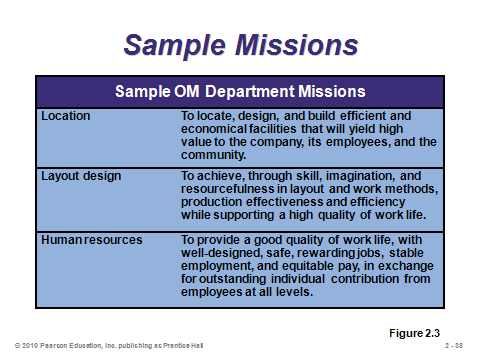 Sample Missions
Sample OM Department Missions
Location To locate, design, and build efficient and
economical facilities that will yield high
value to the company, its employees, and the
community.
Layout design To achieve, through skill, imagination, and
resourcefulness in layout and work methods,
production effectiveness and efficiency
while supporting a high quality of work life.
Human resources To provide a good quality of work life, with
well-designed, safe, rewarding jobs, stable
employment, and equitable pay, in exchange
for outstanding individual contribution from
employees at all levels.
Figure 2.3
© 2010 Pearson Education, Inc. publishing as Prentice Hall 2 - 38